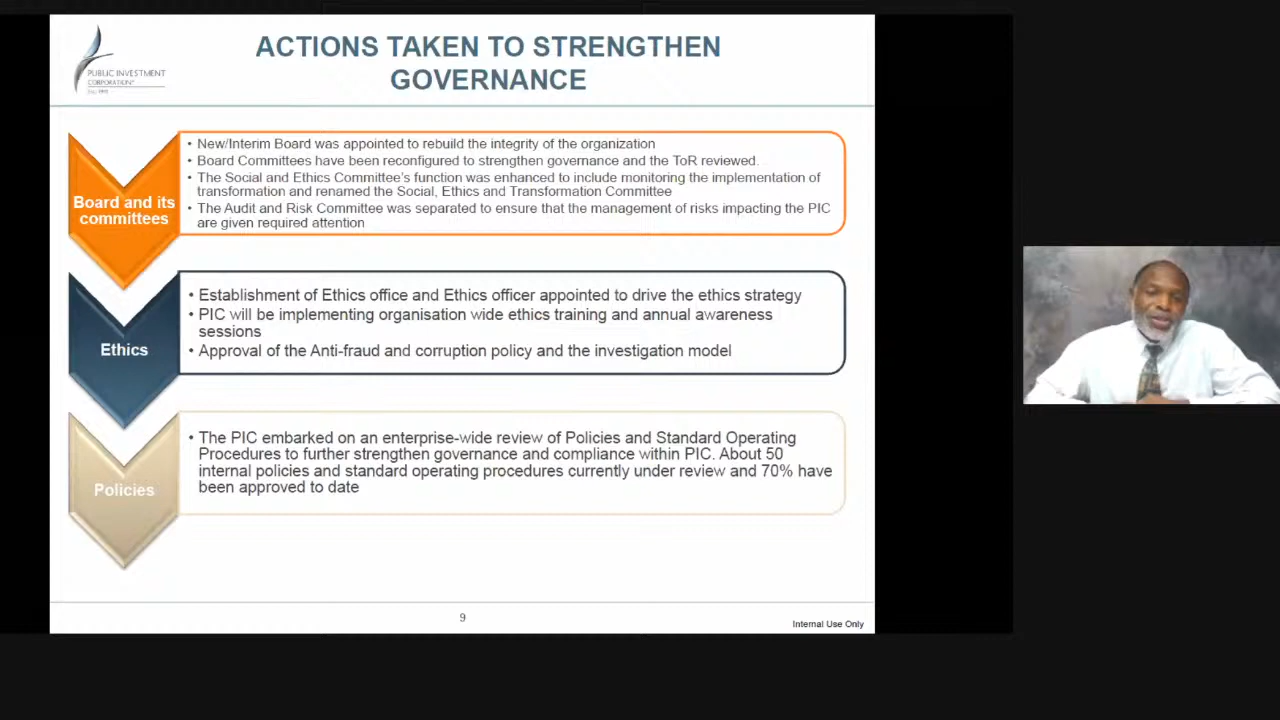 ACTIONS TAKEN TO STRENGTHEN
GOVERNANCE
PUBLIC INVESTMENT
CORPORATION
Board and its
committees
• New/Interim Board was appointed to rebuild the integrity of the organization
• Board Committees have been reconfigured to strengthen governance and the ToR reviewed.
• The Social and Ethics Committee's function was enhanced to include monitoring the implementation of
transformation and renamed the Social, Ethics and Transformation Committee
• The Audit and Risk Committee was separated to ensure that the management of risks impacting the PIC
are given required attention
Ethics
• Establishment of Ethics office and Ethics officer appointed to drive the ethics strategy
• PIC will be implementing organisation wide ethics training and annual awareness
sessions
• Approval of the Anti-fraud and corruption policy and the investigation model
Policies
• The PIC embarked on an enterprise-wide review of Policies and Standard Operating
Procedures to further strengthen governance and compliance within PIC. About 50
internal policies and standard operating procedures currently under review and 70% have
been approved to date
9
Internal Use Only